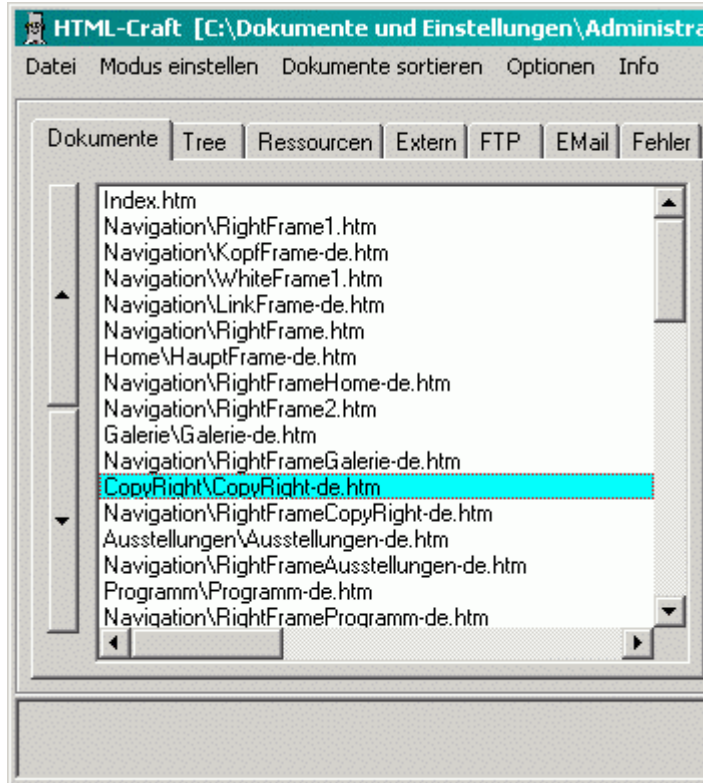 HTML-Craft [C:\Dokumente und Einstellungen\Administra
Datei Modus einstellen Dokumente sortieren Optionen Info
Dokumente Tree Ressourcen Extern FTP EMail Fehler
Index.htm
Navigation\RightFrame1.htm
Navigation\KopfFrame-de.htm
Navigation\WhiteFrame1.htm
Navigation\LinkFrame-de.htm
Navigation\RightFrame.htm
Home\HauptFrame-de.htm
Navigation\RightFrameHome-de.htm
Navigation\RightFrame2.htm
Galerie\Galerie-de.htm
Navigation\RightFrameGalerie-de.htm
CopyRight\CopyRight-de.htm
Navigation\RightFrameCopyRight-de.htm
Ausstellungen\Ausstellungen-de.htm
Navigation\RightFrameAusstellungen-de.htm
Programm\Programm-de.htm
Navigation\RightFrameProgramm-de.htm